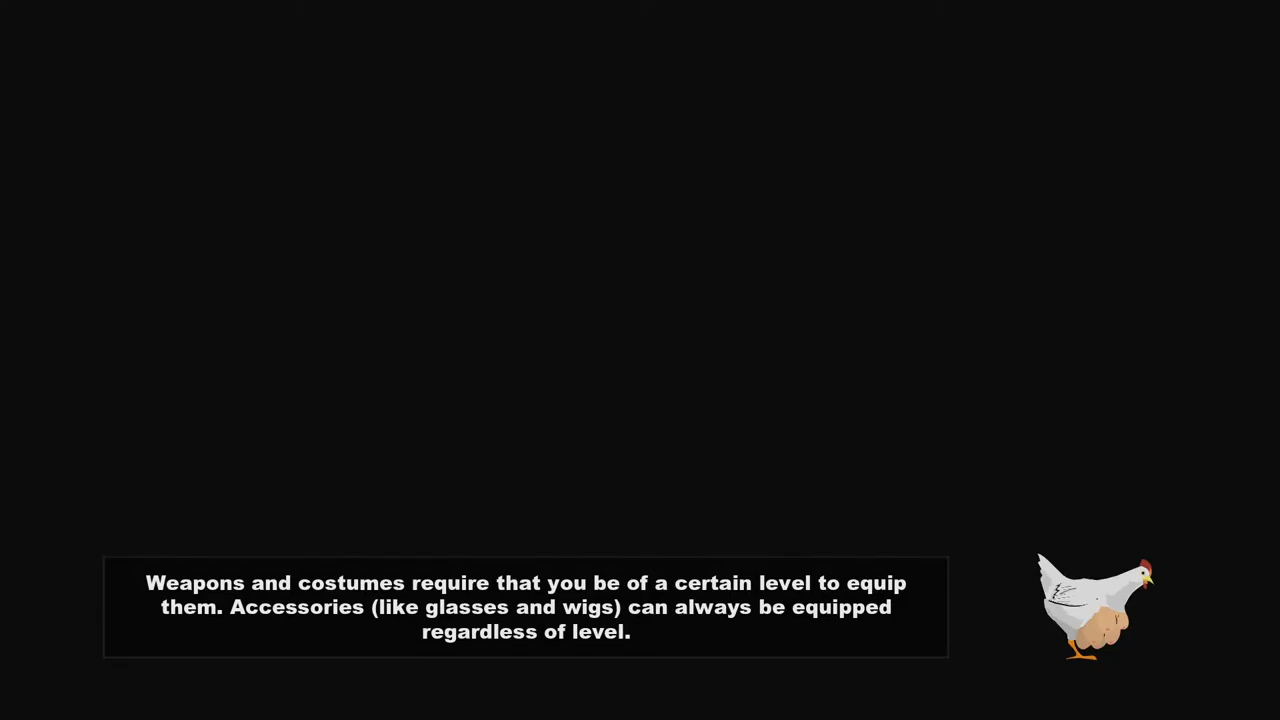 Weapons and costumes require that you be of a certain level to equip
them. Accessories (like glasses and wigs) can always be equipped
regardless of level.